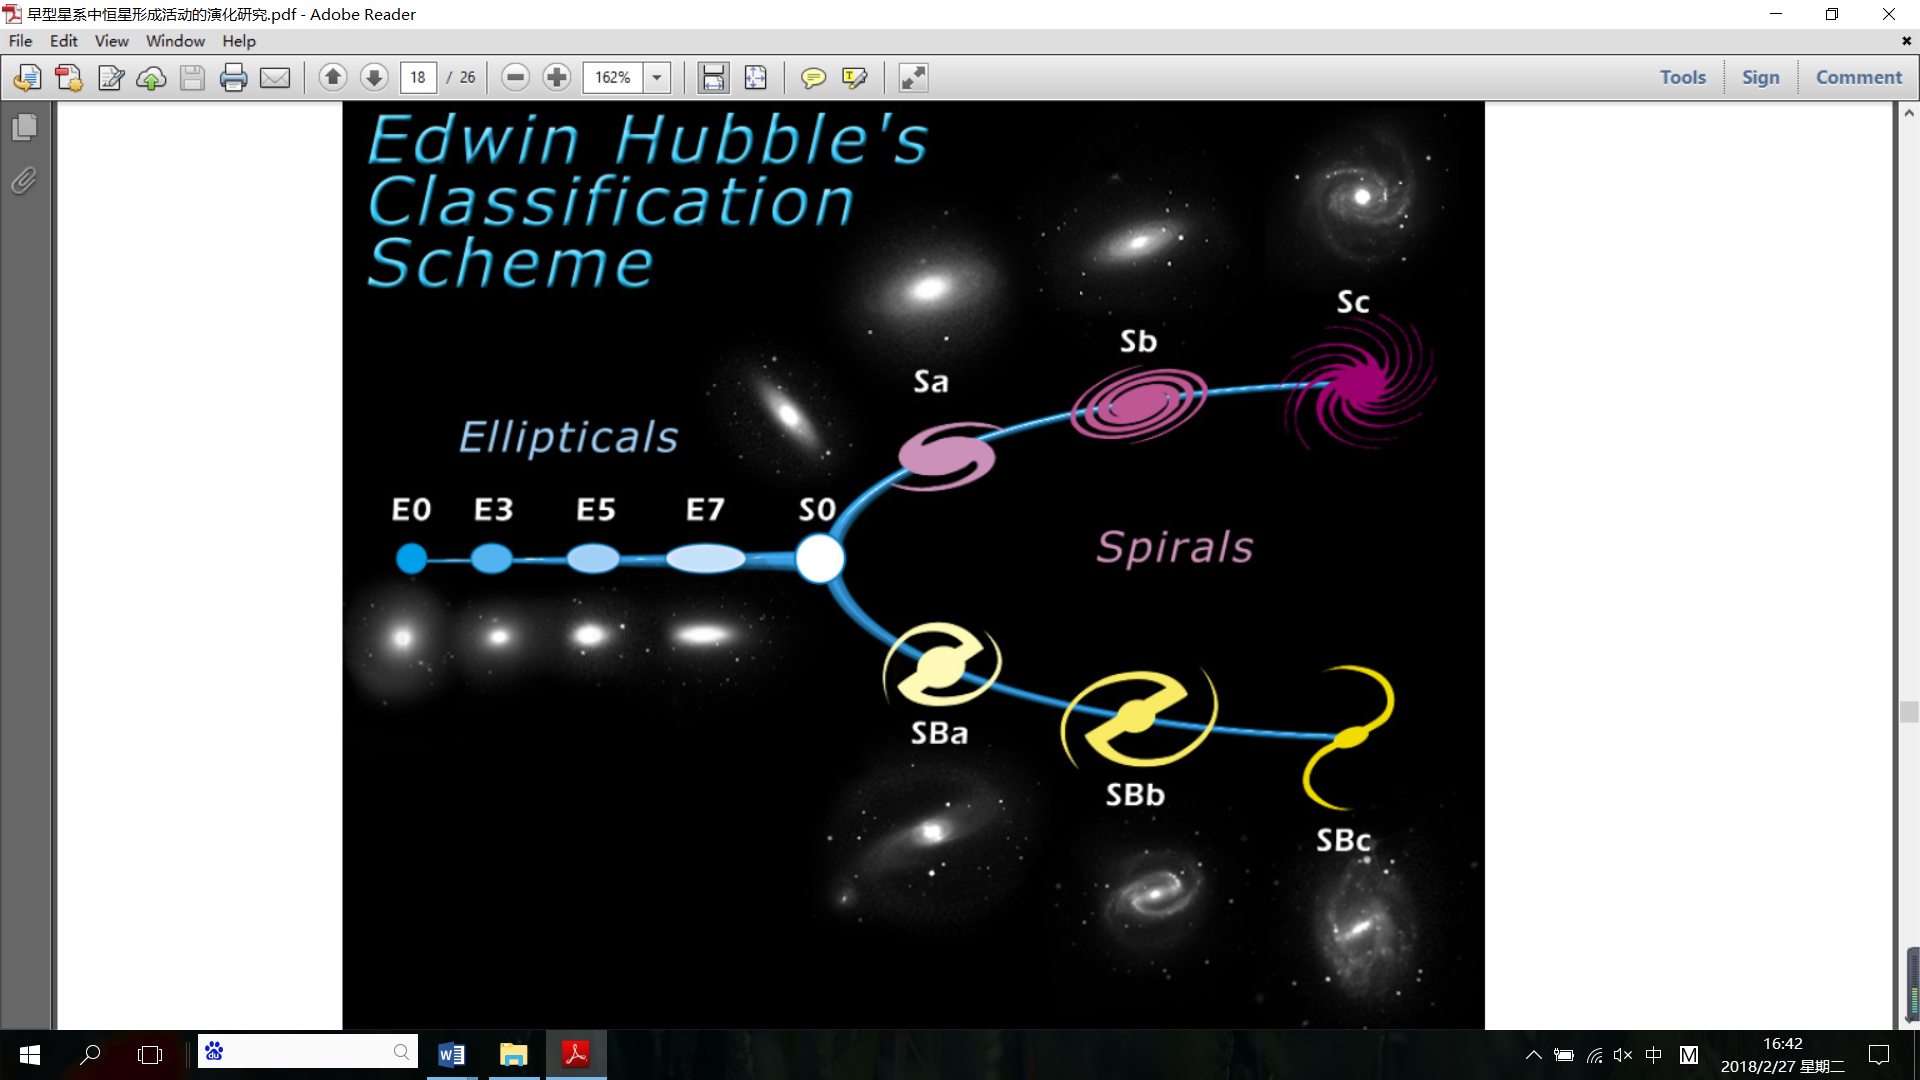 早型星系中恒星形成活动的演化研究.pdf - Adobe Reader
File Edit View Window Help
18 / 26 162% Tools Sign Comment
Edwin Hubble's
Classification
Scheme
Sc
Sb
Sa
Ellipticals
E0 E3 E5 E7 S0
Spirals
SBa
SBb
SBc
16:42
中 M
2018/2/27 星期二